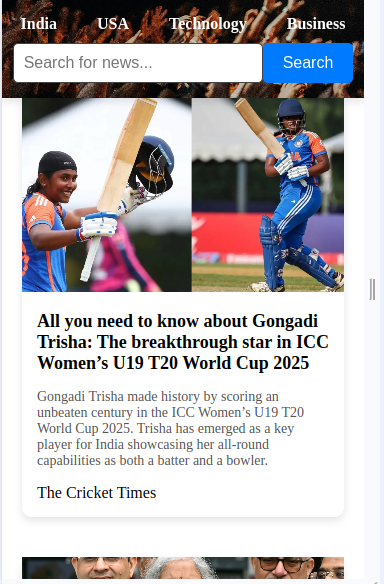 India USA Technology Business
Search for news... Search
All you need to know about Gongadi
Trisha: The breakthrough star in ICC
Women’s U19 T20 World Cup 2025
Gongadi Trisha made history by scoring an
unbeaten century in the ICC Women’s U19 T20
World Cup 2025. Trisha has emerged as a key
player for India showcasing her all-round
capabilities as both a batter and a bowler.
The Cricket Times